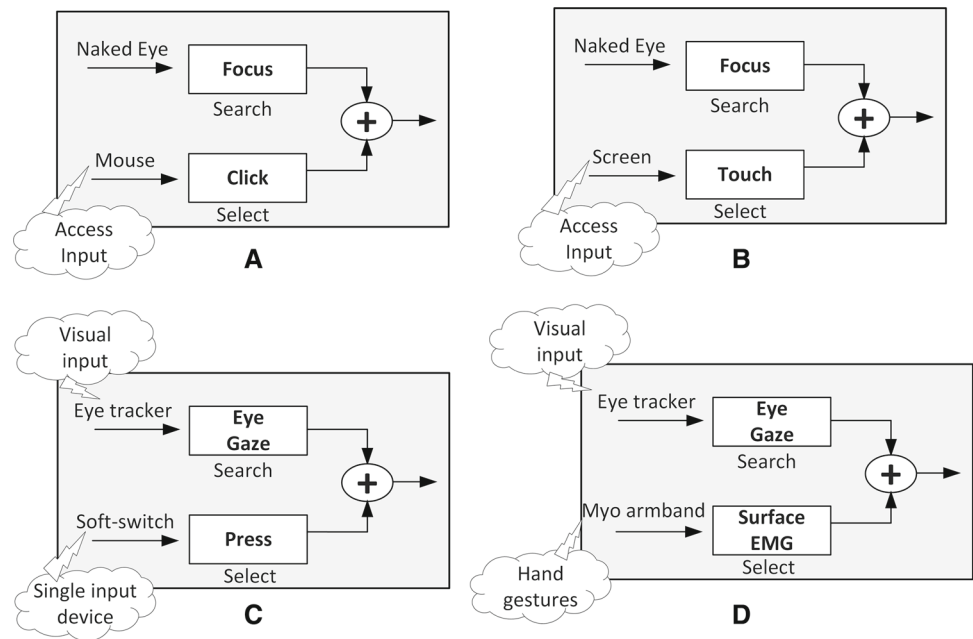 Naked Eye
Focus
Search
+
Mouse
Click
Select
Access
Input
A
Naked Eye
Focus
Search
+
Screen
Touch
Select
Access
Input
B
Visual
input
Eye tracker
Eye
Gaze
Search
+
Soft-switch
Press
Select
Single input
device
C
Visual
input
Eye tracker
Eye
Gaze
Search
+
Myo armband
Surface
EMG
Select
Hand
gestures
D